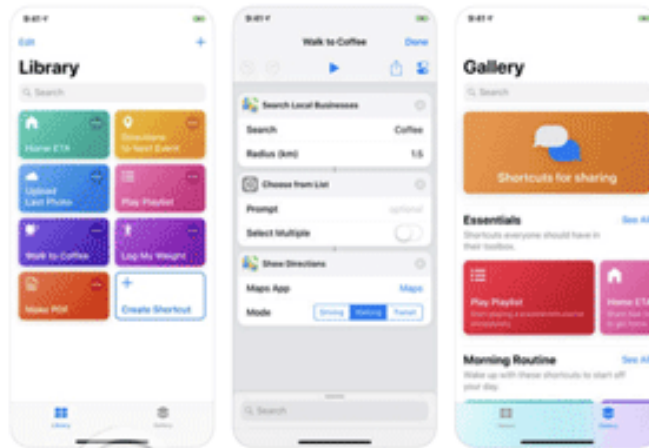 9:41
Edit
+
Library
Search
Home ETA
Directions
to Next Event
Upload
Last Photo
Play Playlist
Walk to Coffee
Log My Weight
Make PDF
Create Shortcut
Library
Gallery
9:41
Walk to Coffee
Done
Search Local Businesses
Search
Coffee
Radius (km)
1.5
Choose from List
Prompt
optional
Select Multiple
Show Directions
Maps App
Maps
Mode
Driving
Walking
Transit
Search
9:41
Gallery
Search
Shortcuts for sharing
Essentials
See All
Shortcuts everyone should have in
their toolbox.
Play Playlist
Home ETA
Morning Routine
See All
Wake up with these shortcuts to start off
your day.
Gallery